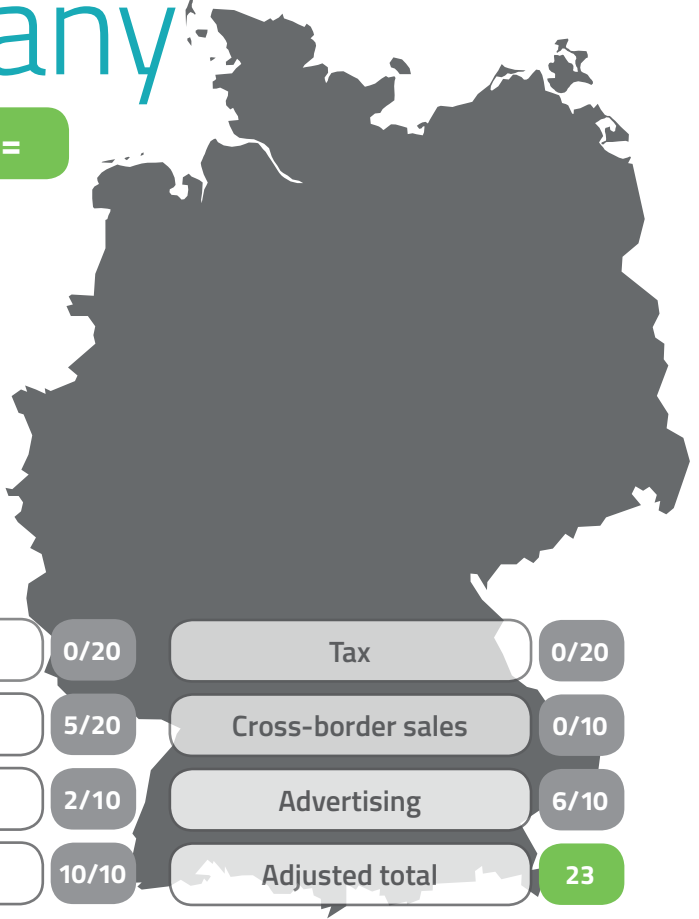 any
=
0/20 Tax 0/20
5/20 Cross-border sales 0/10
2/10 Advertising 6/10
10/10 Adjusted total 23